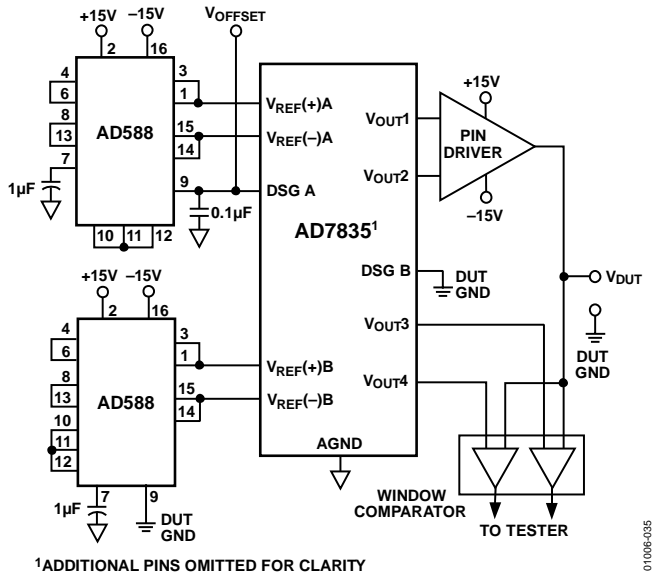 +15V –15V VOFFSET
2 16
4 3
6 1 VREF(+)A
8 15 VREF(–)A
13 AD588 14
7 9 DSG A
1µF 0.1µF
10 11 12
AD7835¹
VOUT1
VOUT2
+15V
PIN
DRIVER
–15V
DSG B DUT
GND
VDUT
DUT
GND
VOUT3
VOUT4
+15V –15V
2 16
4 3
6 1 VREF(+)B
8 15 VREF(–)B
13 AD588 14
10
11
12
7 9
1µF DUT
GND
AGND
WINDOW
COMPARATOR
TO TESTER
¹ADDITIONAL PINS OMITTED FOR CLARITY
01006-035